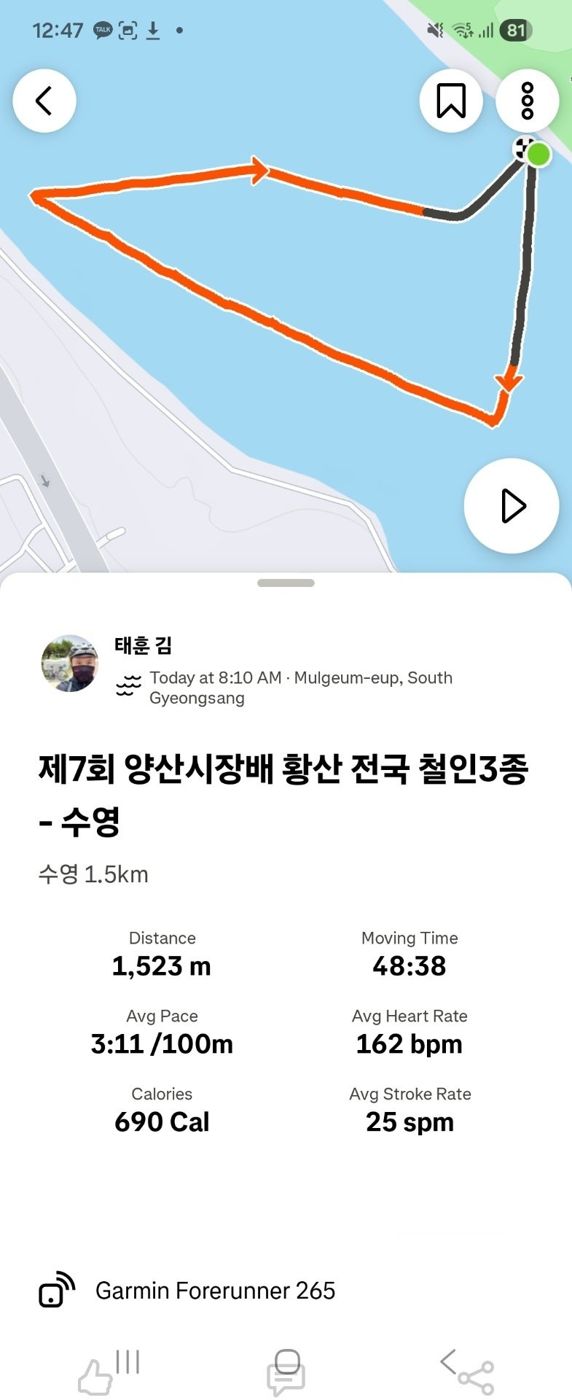 12:47
TALK
5
81
태훈 김
Today at 8:10 AM · Mulgeum-eup, South
Gyeongsang
제7회 양산시장배 황산 전국 철인3종
- 수영
수영 1.5km
Distance
Moving Time
1,523 m
48:38
Avg Pace
Avg Heart Rate
3:11 /100m
162 bpm
Calories
Avg Stroke Rate
690 Cal
25 spm
Garmin Forerunner 265